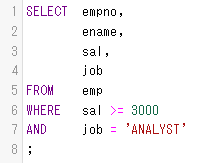 1 SELECT empno,
2 ename,
3 sal,
4 job
5 FROM emp
6 WHERE sal >= 3000
7 AND job = 'ANALYST'
8 ;